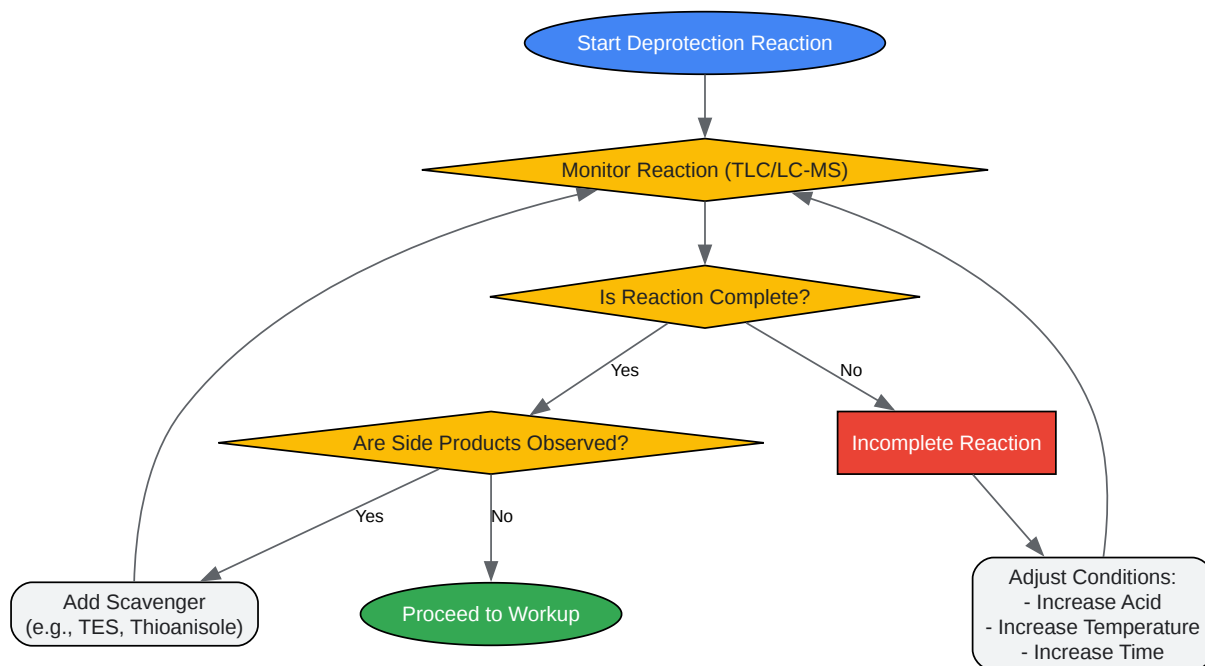 Start Deprotection Reaction
Monitor Reaction (TLC/LC-MS)
Is Reaction Complete?
Yes
No
Are Side Products Observed?
Incomplete Reaction
Yes
No
Add Scavenger
(e.g., TES, Thioanisole)
Proceed to Workup
Adjust Conditions:
- Increase Acid
- Increase Temperature
- Increase Time